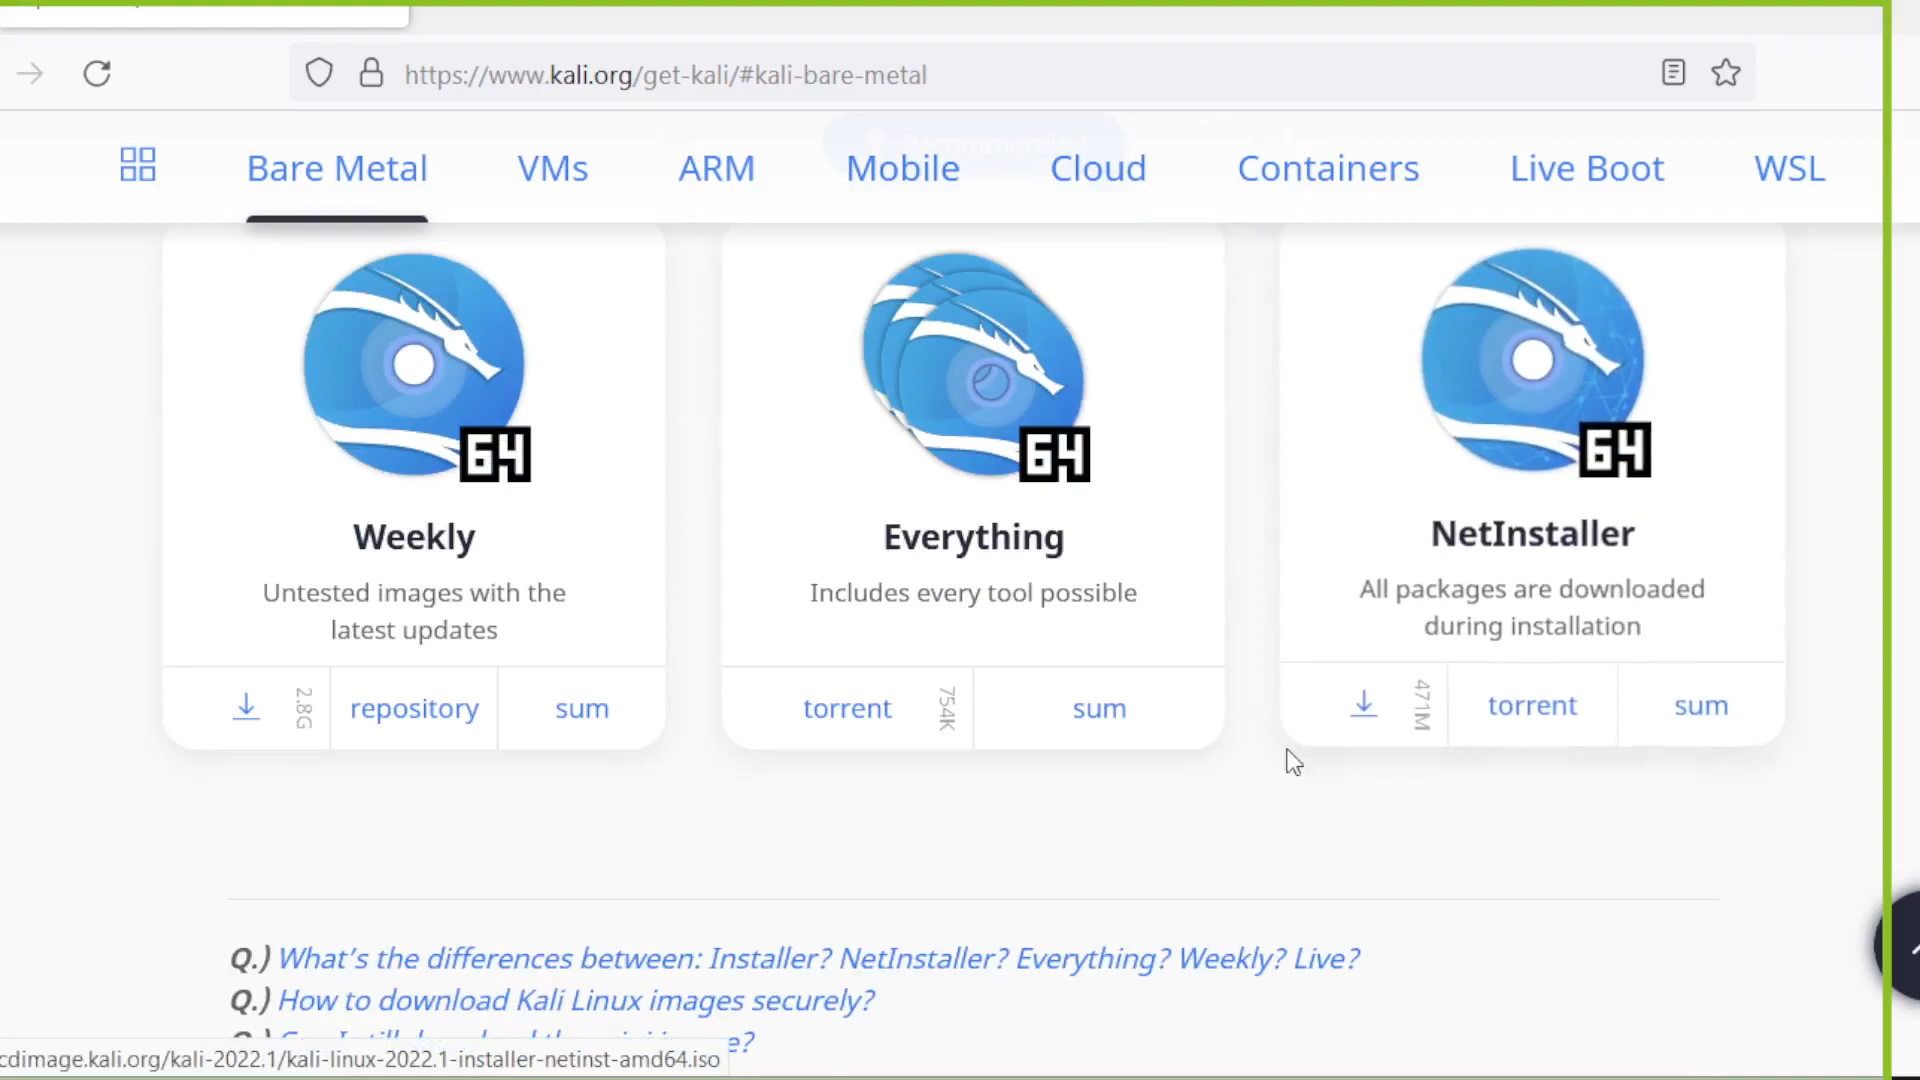 https://www.kali.org/get-kali/#kali-bare-metal
Bare Metal VMs ARM Mobile Cloud Containers Live Boot WSL
Recommended
64
64
64
Weekly
Untested images with the
latest updates
2.8G repository sum
Everything
Includes every tool possible
torrent 754K sum
NetInstaller
All packages are downloaded
during installation
471M torrent sum
Q.) What's the differences between: Installer? NetInstaller? Everything? Weekly? Live?
Q.) How to download Kali Linux images securely?
cdimage.kali.org/kali-2022.1/kali-linux-2022.1-installer-netinst-amd64.iso